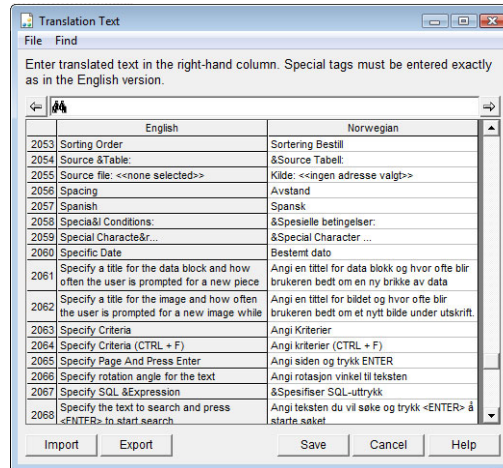 Translation Text
File Find
Enter translated text in the right-hand column. Special tags must be entered exactly
as in the English version.
English Norwegian
2053 Sorting Order Sortering Bestill
2054 Source &Table: &Source Tabell:
2055 Source file: <<none selected>> Kilde: <<ingen adresse valgt>>
2056 Spacing Avstand
2057 Spanish Spansk
2058 Specia&l Conditions: &Spesielle betingelser:
2059 Special Characte&r... &Special Character ...
2060 Specific Date Bestemt dato
2061 Specify a title for the data block and how Angi en tittel for data blokk og hvor ofte blir
often the user is prompted for a new piece brukeren bedt om en ny brikke av data
2062 Specify a title for the image and how often Angi en tittel for bildet og hvor ofte blir
the user is prompted for a new image while brukeren bedt om et nytt bilde under utskrift.
2063 Specify Criteria Angi Kriterier
2064 Specify Criteria (CTRL + F) Angi kriterier (CTRL + F)
2065 Specify Page And Press Enter Angi siden og trykk ENTER
2066 Specify rotation angle for the text Angi rotasjon vinkel til teksten
2067 Specify SQL &Expression &Spesifiser SQL-uttrykk
2068 Specify the text to search and press Angi teksten du vil søke og trykk <ENTER> å
<ENTER> to start search starte søket
Import Export Save Cancel Help